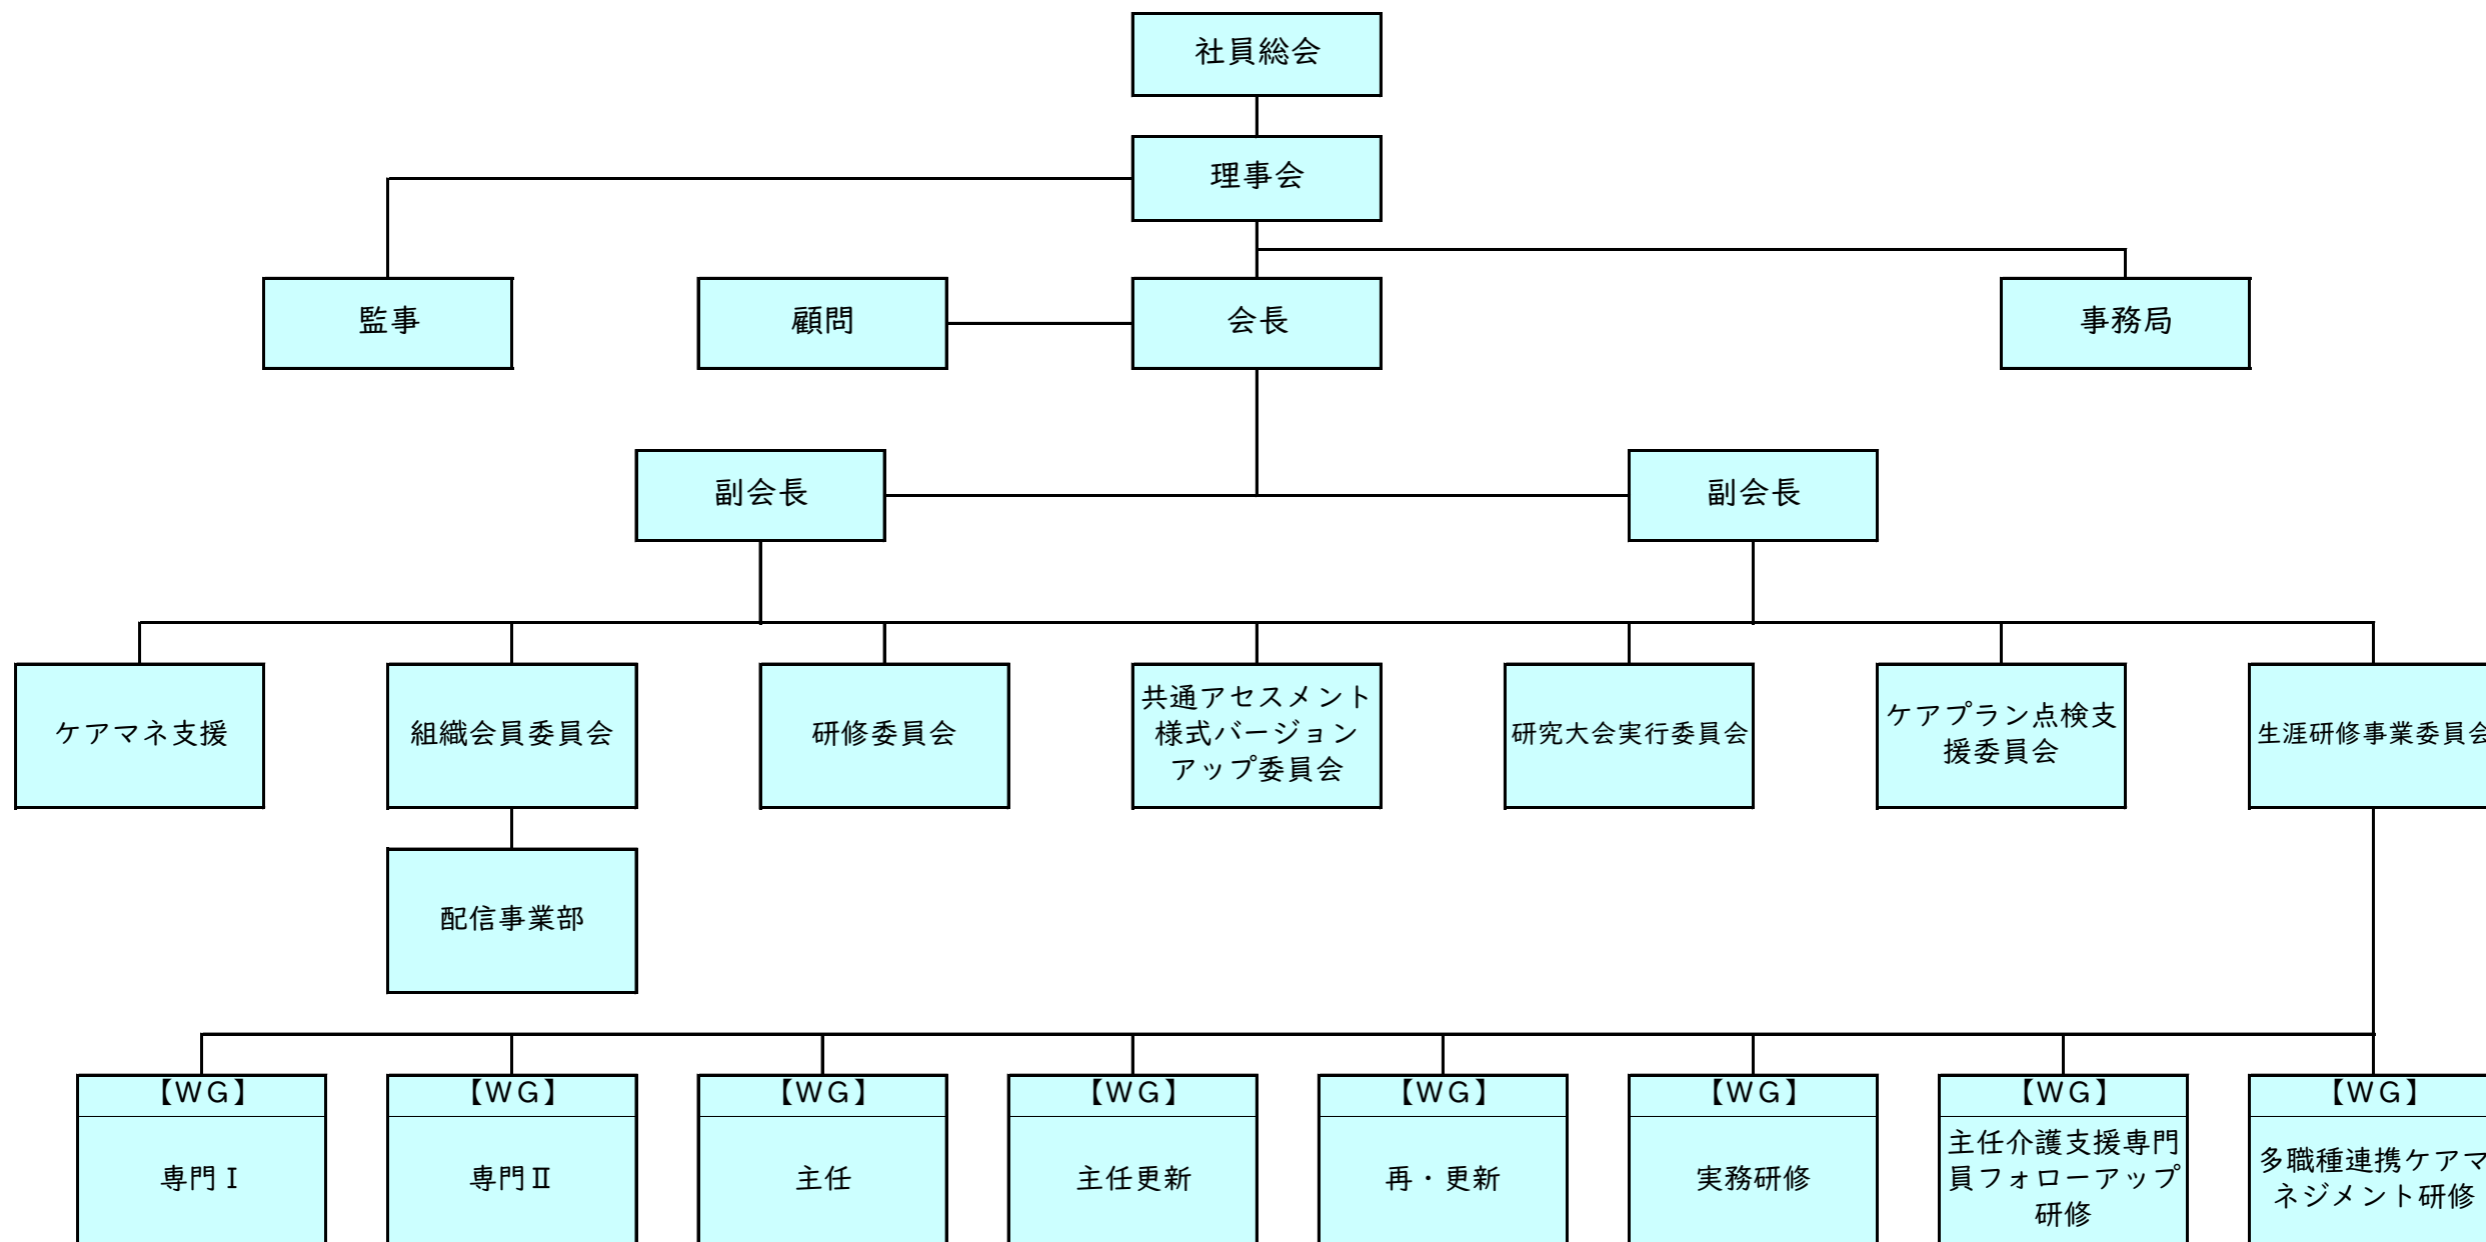 社員総会
理事会
監事
顧問
会長
事務局
副会長
副会長
ケアマネ支援
組織会員委員会
研修委員会
共通アセスメント
様式バージョン
アップ委員会
研究大会実行委員会
ケアプラン点検支
援委員会
生涯研修事業委員会
配信事業部
【ＷＧ】
専門Ⅰ
【ＷＧ】
専門Ⅱ
【ＷＧ】
主任
【ＷＧ】
主任更新
【ＷＧ】
再・更新
【ＷＧ】
実務研修
【ＷＧ】
主任介護支援専門
員フォローアップ
研修
【ＷＧ】
多職種連携ケアマ
ネジメント研修